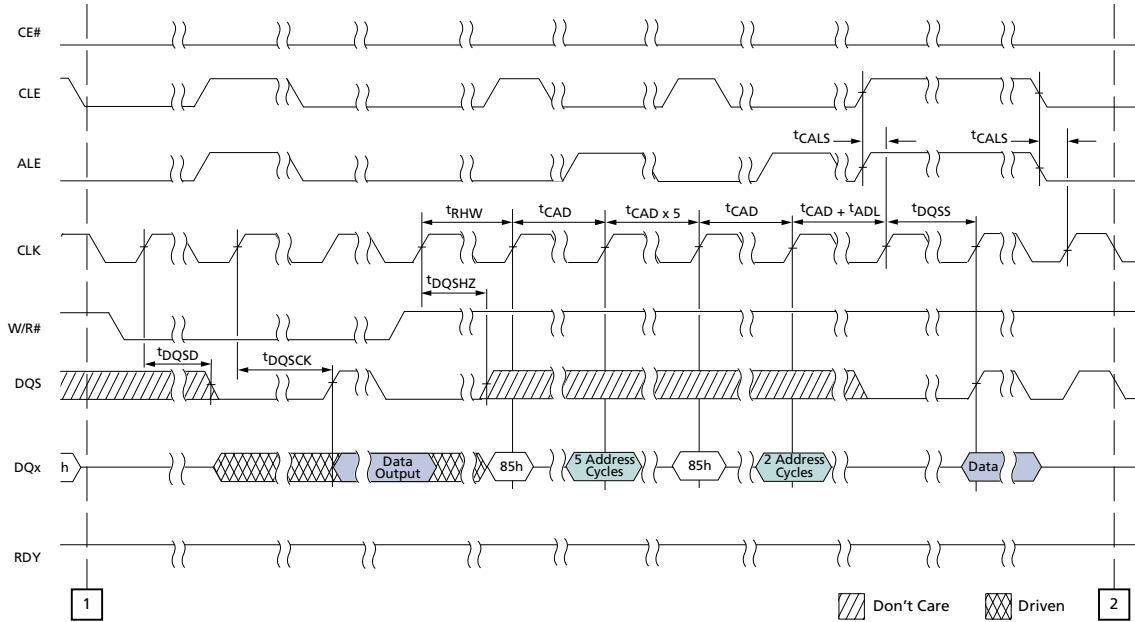 CE#
CLE
tCALS
tCALS
ALE
tRHW
tCAD
tCAD x 5
tCAD
tCAD + tADL
tDQSS
CLK
tDQSHZ
W/R#
tDQSD
tDQSCK
DQS
DQx
h
Data
Output
85h
5 Address
Cycles
85h
2 Address
Cycles
Data
RDY
1
Don't Care
Driven
2